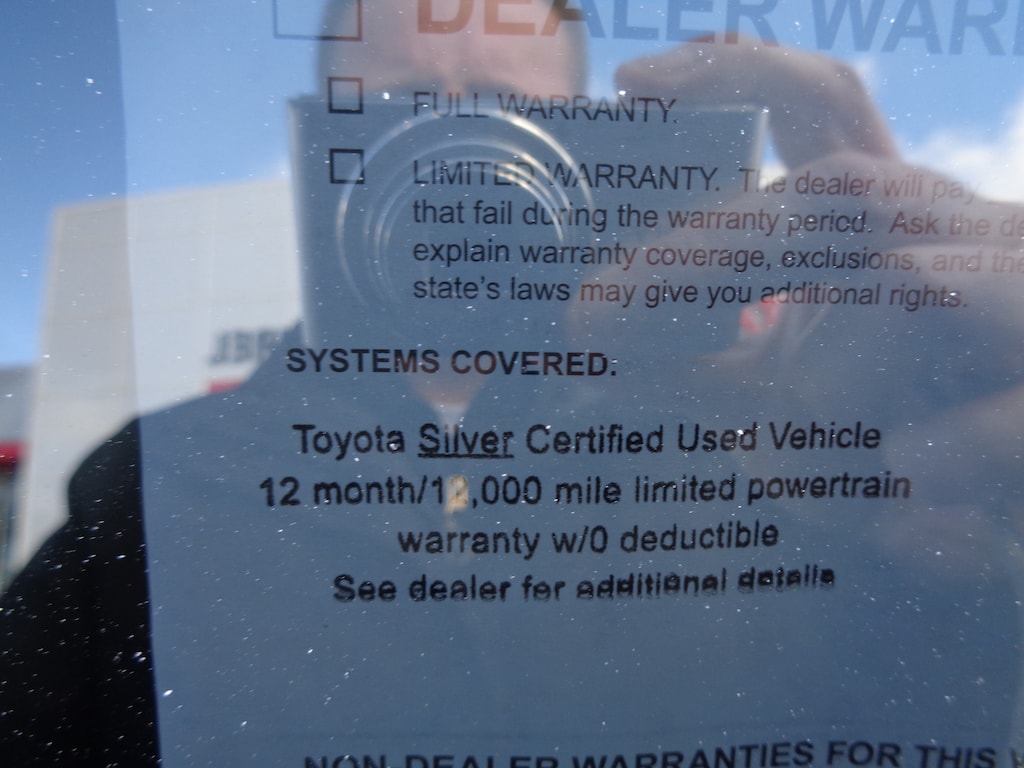 DEALER WARR
FULL WARRANTY.
LIMITED WARRANTY. The dealer will pay
that fail during the warranty period. Ask the de
explain warranty coverage, exclusions, and the
state's laws may give you additional rights.
SYSTEMS COVERED:
Toyota Silver Certified Used Vehicle
12 month/12,000 mile limited powertrain
warranty w/0 deductible
See dealer for additional details
NON-DEALER WARRANTIES FOR THIS